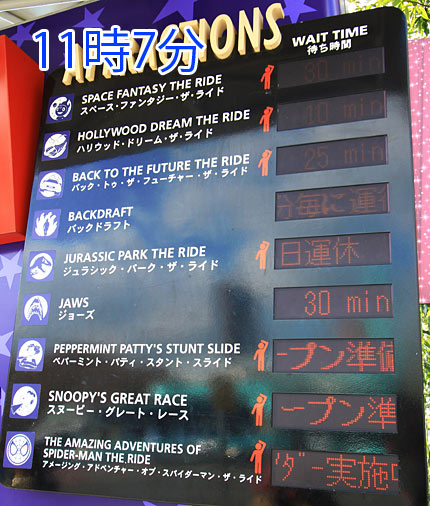 11時7分
ATTRACTIONS
WAIT TIME
待ち時間
SPACE FANTASY THE RIDE
スペース・ファンタジー・ザ・ライド
30 min
HOLLYWOOD DREAM THE RIDE
ハリウッド・ドリーム・ザ・ライド
min
BACK TO THE FUTURE THE RIDE
バック・トゥ・ザ・フューチャー・ザ・ライド
25 min
BACKDRAFT
バックドラフト
分毎に運行
JURASSIC PARK THE RIDE
ジュラシック・パーク・ザ・ライド
日運休
JAWS
ジョーズ
30 min
PEPPERMINT PATTY'S STUNT SLIDE
ペパーミント・パティ・スタント・スライド
ープン準備
SNOOPY'S GREAT RACE
スヌーピー・グレート・レース
ープン準
THE AMAZING ADVENTURES OF
SPIDER-MAN THE RIDE
アメージング・アドベンチャー・オブ・スパイダーマン・ザ・ライド
ダー実施中